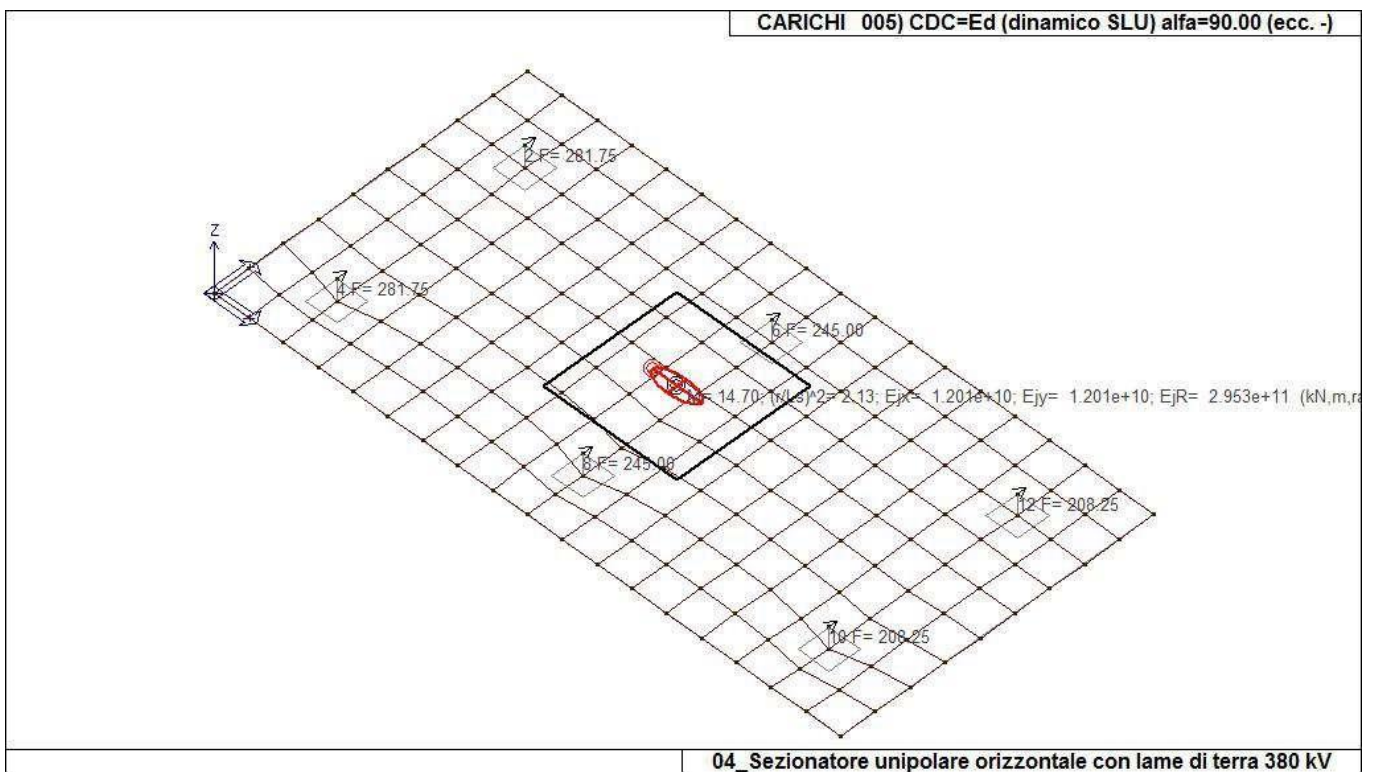 CARICHI 005) CDC=Ed (dinamico SLU) alfa=90.00 (ecc. -)
2 F= 281.75
Z
4 F= 281.75
6 F= 245.00
14.70; (r/Ls)^2= 2.13; Ejx= 1.201e+10; Ejy= 1.201e+10; EjR= 2.953e+11 (kN,m,ra
8 F= 245.00
12 F= 208.25
10 F= 208.25
04_Sezionatore unipolare orizzontale con lame di terra 380 kV